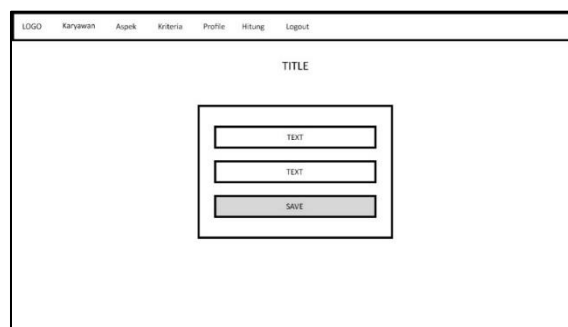 LOGO Karyawan Aspek Kriteria Profile Hitung Logout
TITLE
TEXT
TEXT
SAVE